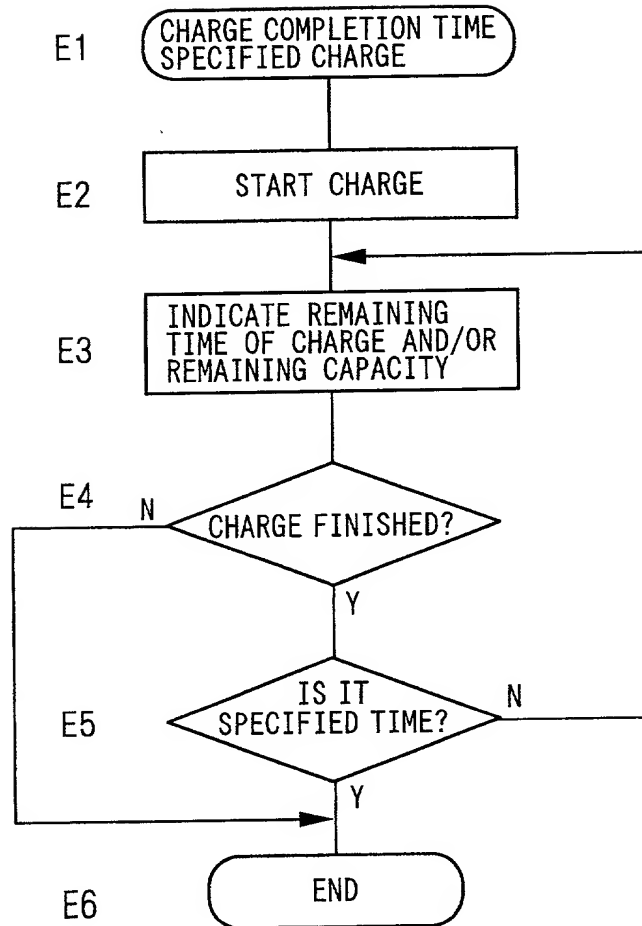 E1
CHARGE COMPLETION TIME
SPECIFIED CHARGE
E2
START CHARGE
E3
INDICATE REMAINING
TIME OF CHARGE AND/OR
REMAINING CAPACITY
E4
N
CHARGE FINISHED?
Y
E5
IS IT
SPECIFIED TIME?
N
Y
E6
END